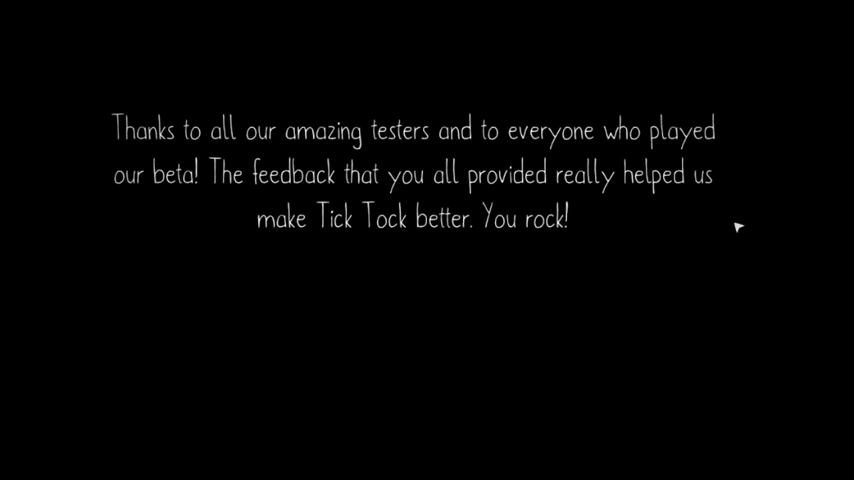 Thanks to all our amazing testers and to everyone who played
our beta! The feedback that you all provided really helped us
make Tick Tock better. You rock!